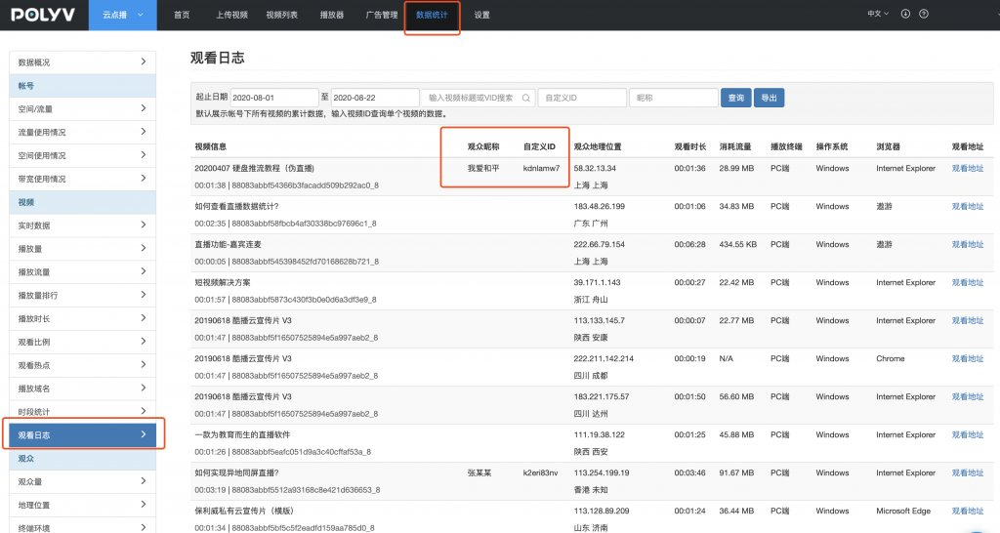 POLYV 云点播 首页 上传视频 视频列表 播放器 广告管理 数据统计 设置 中文
数据概况
帐号
空间/流量
流量使用情况
空间使用情况
带宽使用情况
视频
实时数据
播放量
播放流量
播放量排行
播放时长
观看比例
观看热点
播放域名
时段统计
观看日志
观众
观众量
地理位置
终端环境
观看日志
起止日期 2020-08-01 至 2020-08-22 输入视频标题或VID搜索 自定义ID 昵称 查询 导出
默认展示帐号下所有视频的累计数据，输入视频ID查询单个视频的数据。
视频信息 观众昵称 自定义ID 观众地理位置 观看时长 消耗流量 播放终端 操作系统 浏览器 观看地址
20200407 硬盘推流教程（伪直播) 我爱和平 kdnlamw7 58.32.13.34 00:01:36 28.99 MB PC端 Windows Internet Explorer 观看地址
00:01:38 | 88083abbf54366b3facadd509b292ac0_8 上海 上海
如何查看直播数据统计? 183.48.26.199 00:01:06 34.83 MB PC端 Windows 遨游 观看地址
00:02:35 | 88083abbf58fbcb4af30338bc97696c1_8 广东 广州
直播功能-嘉宾连麦 222.66.79.154 00:06:28 434.55 KB PC端 Windows 遨游 观看地址
00:00:05 | 88083abbf545398452fd70168628b721_8 上海 上海
短视频解决方案 39.171.1.143 00:00:27 22.42 MB PC端 Windows Internet Explorer 观看地址
00:01:57 | 88083abbf5873c430f3b0e0d6a3df3e9_8 浙江 舟山
20190618 酷播云宣传片 V3 113.133.145.7 00:00:07 22.77 MB PC端 Windows Internet Explorer 观看地址
00:01:47 | 88083abbf5f16507525894e5a997aeb2_8 陕西 安康
20190618 酷播云宣传片 V3 222.211.142.214 00:00:19 N/A PC端 Windows Chrome 观看地址
00:01:47 | 88083abbf5f16507525894e5a997aeb2_8 四川 成都
20190618 酷播云宣传片 V3 183.221.175.57 00:01:50 56.60 MB PC端 Windows Internet Explorer 观看地址
00:01:47 | 88083abbf5f16507525894e5a997aeb2_8 四川 达州
一款为教育而生的直播软件 111.19.38.122 00:01:25 45.88 MB PC端 Windows Internet Explorer 观看地址
00:01:26 | 88083abbf5eafc051d9a3c40cffaf53a_8 陕西 西安
如何实现异地同屏直播? 张某某 k2eri83nv 113.254.199.19 00:03:46 91.67 MB PC端 Windows Internet Explorer 观看地址
00:03:19 | 88083abbf5512a93168c8e421d636653_8 香港 未知
保利威私有云宣传片（横版） 113.128.89.209 00:01:24 36.44 MB PC端 Windows Microsoft Edge 观看地址
00:01:34 | 88083abbf5bf5c5f2eadfd159aa785d0_8 山东 济南